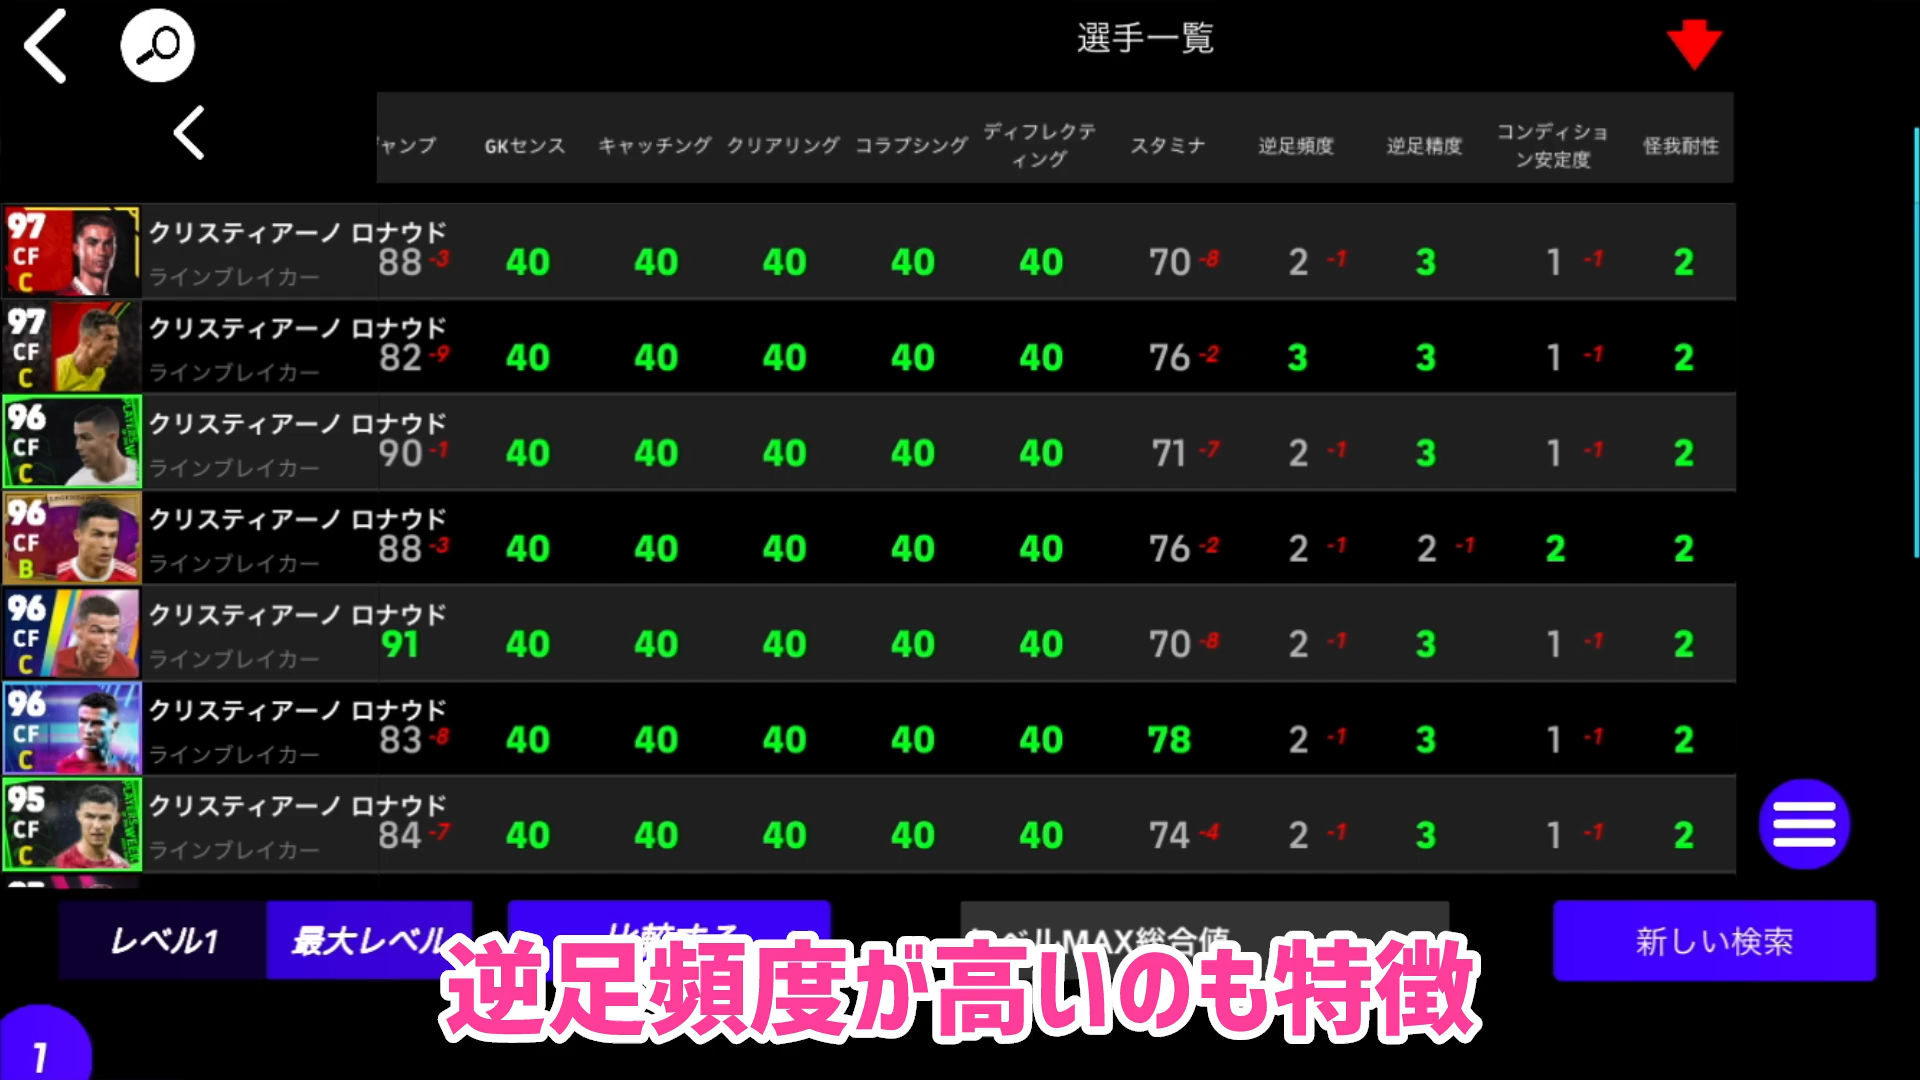 選手一覧
ャンプ GKセンス キャッチング クリアリング コラプシング ディフレクティング スタミナ 逆足頻度 逆足精度 コンディション安定度 怪我耐性
97 CF C クリスティアーノ ロナウド ラインブレイカー 88 -3 40 40 40 40 40 70 -8 2 -1 3 1 -1 2
97 CF C クリスティアーノ ロナウド ラインブレイカー 82 -9 40 40 40 40 40 76 -2 3 3 1 -1 2
96 CF C クリスティアーノ ロナウド ラインブレイカー 90 -1 40 40 40 40 40 71 -7 2 -1 3 1 -1 2
96 CF B クリスティアーノ ロナウド ラインブレイカー 88 -3 40 40 40 40 40 76 -2 2 -1 2 -1 2 2
96 CF C クリスティアーノ ロナウド ラインブレイカー 91 40 40 40 40 40 70 -8 2 -1 3 1 -1 2
96 CF C クリスティアーノ ロナウド ラインブレイカー 83 -8 40 40 40 40 40 78 2 -1 3 1 -1 2
95 CF C クリスティアーノ ロナウド ラインブレイカー 84 -7 40 40 40 40 40 74 -4 2 -1 3 1 -1 2
レベル1 最大レベル 比較する ベルMAX総合値 新しい検索
逆足頻度が高いのも特徴
1